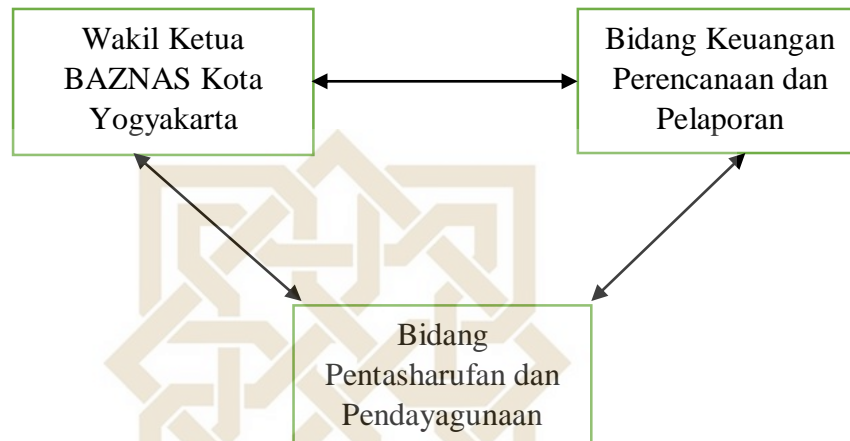 Wakil Ketua
BAZNAS Kota
Yogyakarta
Bidang Keuangan
Perencanaan dan
Pelaporan
Bidang
Pentasharufan dan
Pendayagunaan